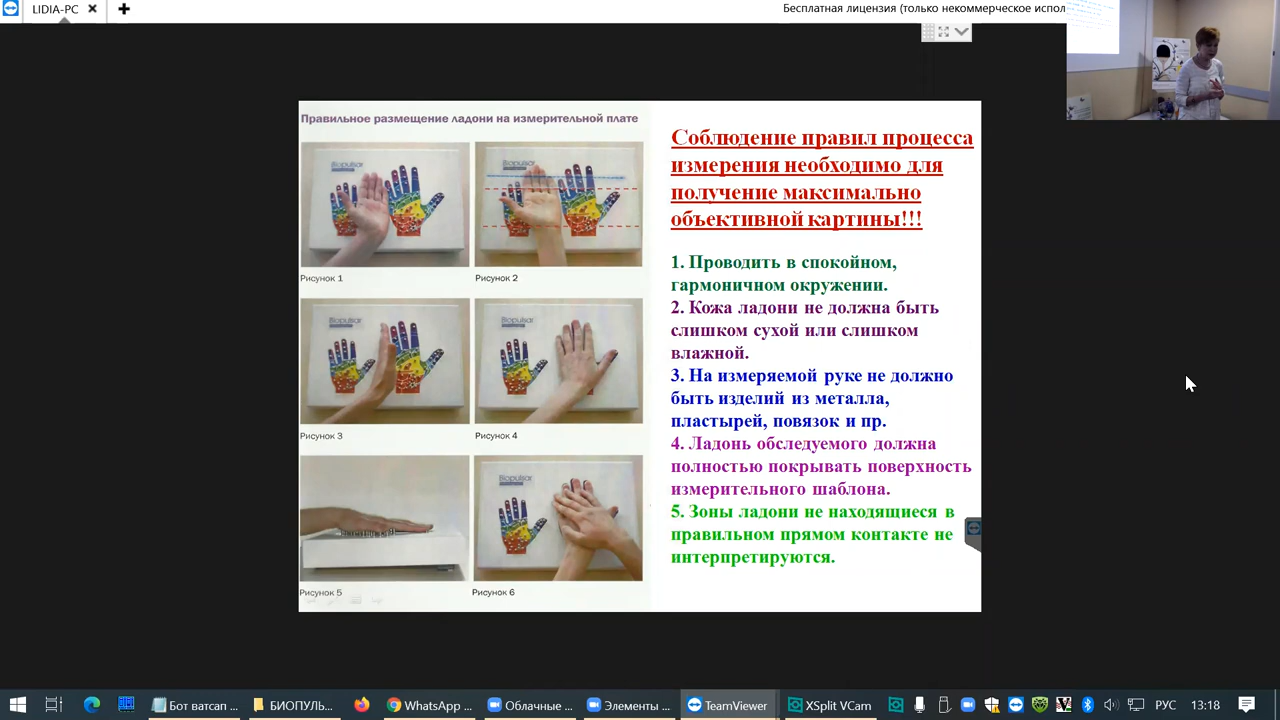 LIDIA-PC
Бесплатная лицензия (только некоммерческое испол
Правильное размещение ладони на измерительной плате
Biopulsar
Biopulsar
Рисунок 1
Рисунок 2
Biopulsar
Biopulsar
Рисунок 3
Рисунок 4
Biopulsar
Рисунок 5
Рисунок 6
Соблюдение правил процесса
измерения необходимо для
получение максимально
объективной картины!!!
1. Проводить в спокойном,
гармоничном окружении.
2. Кожа ладони не должна быть
слишком сухой или слишком
влажной.
3. На измеряемой руке не должно
быть изделий из металла,
пластырей, повязок и пр.
4. Ладонь обследуемого должна
полностью покрывать поверхность
измерительного шаблона.
5. Зоны ладони не находящиеся в
правильном прямом контакте не
интерпретируются.
Бот ватсап ...
БИОПУЛЬ...
WhatsApp ...
Облачные ...
Элементы ...
TeamViewer
XSplit VCam
РУС
13:18